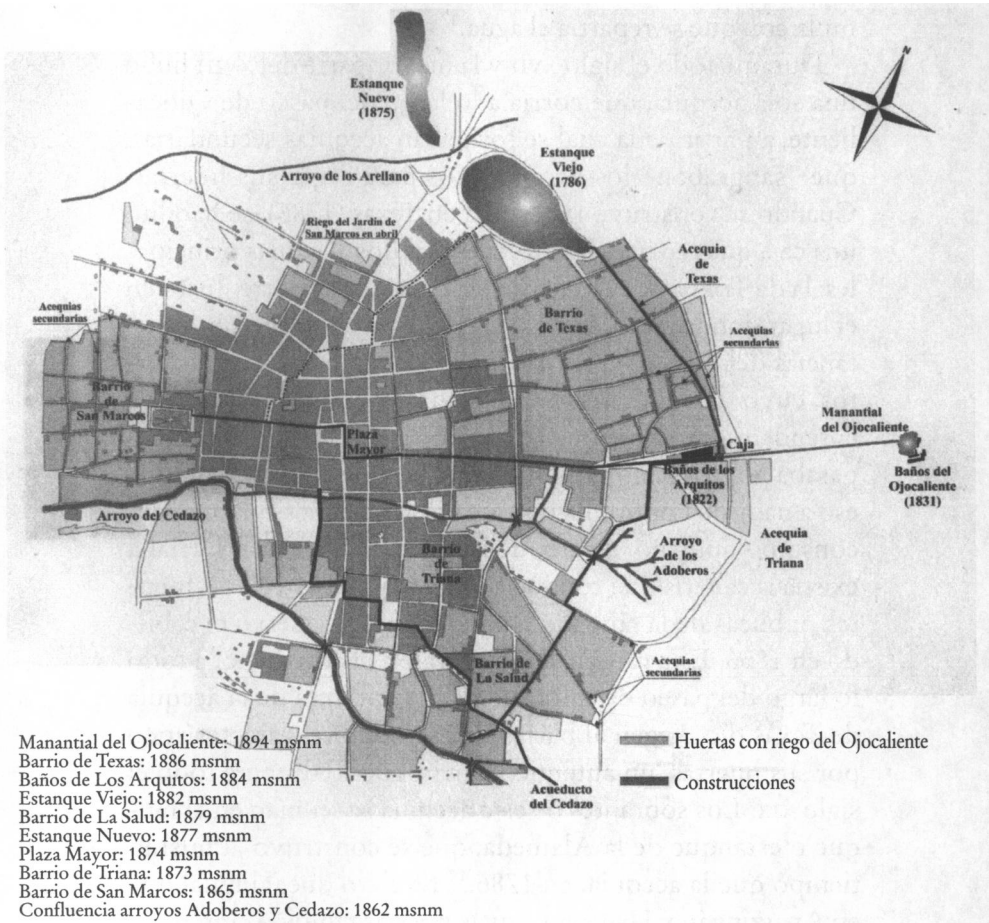 Estanque
Nuevo
(1875)
Estanque
Viejo
(1786)
Arroyo de los Arellano
Riego del Jardín de
San Marcos en abril
Acequia
de
Texas
Barrio
de Texas
Acequias
secundarias
Acequias
secundarias
Barrio
de
San Marcos
Plaza
Mayor
Manantial
del Ojocaliente
Caja
Baños de los
Arquitos
(1822)
Baños del
Ojocaliente
(1831)
Arroyo del Cedazo
Arroyo
de los
Adoberos
Acequia
de
Triana
Barrio
de
Triana
Barrio de
La Salud
Acequias
secundarias
Acueducto
del Cedazo
Huertas con riego del Ojocaliente
Construcciones
Manantial del Ojocaliente: 1894 msnm
Barrio de Texas: 1886 msnm
Baños de Los Arquitos: 1884 msnm
Estanque Viejo: 1882 msnm
Barrio de La Salud: 1879 msnm
Estanque Nuevo: 1877 msnm
Plaza Mayor: 1874 msnm
Barrio de Triana: 1873 msnm
Barrio de San Marcos: 1865 msnm
Confluencia arroyos Adoberos y Cedazo: 1862 msnm